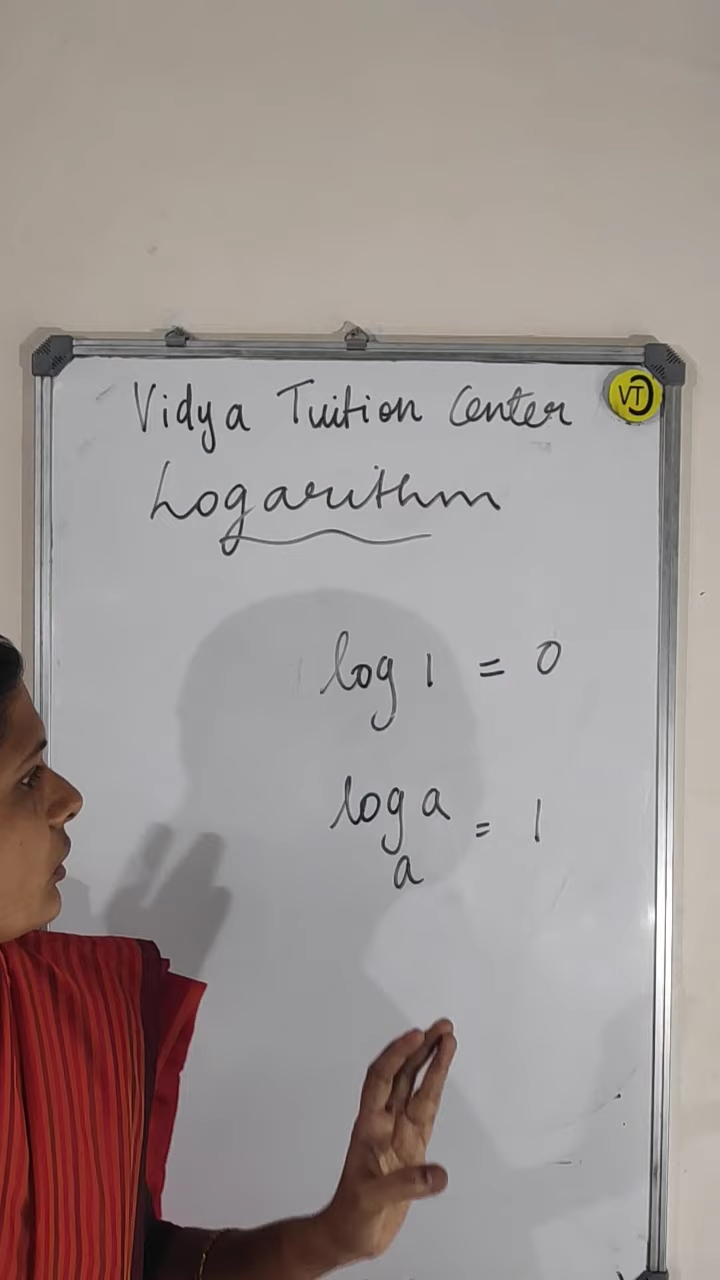 Vidya Tuition Center
VT
Logarithm
log 1 = 0
log a = 1
a